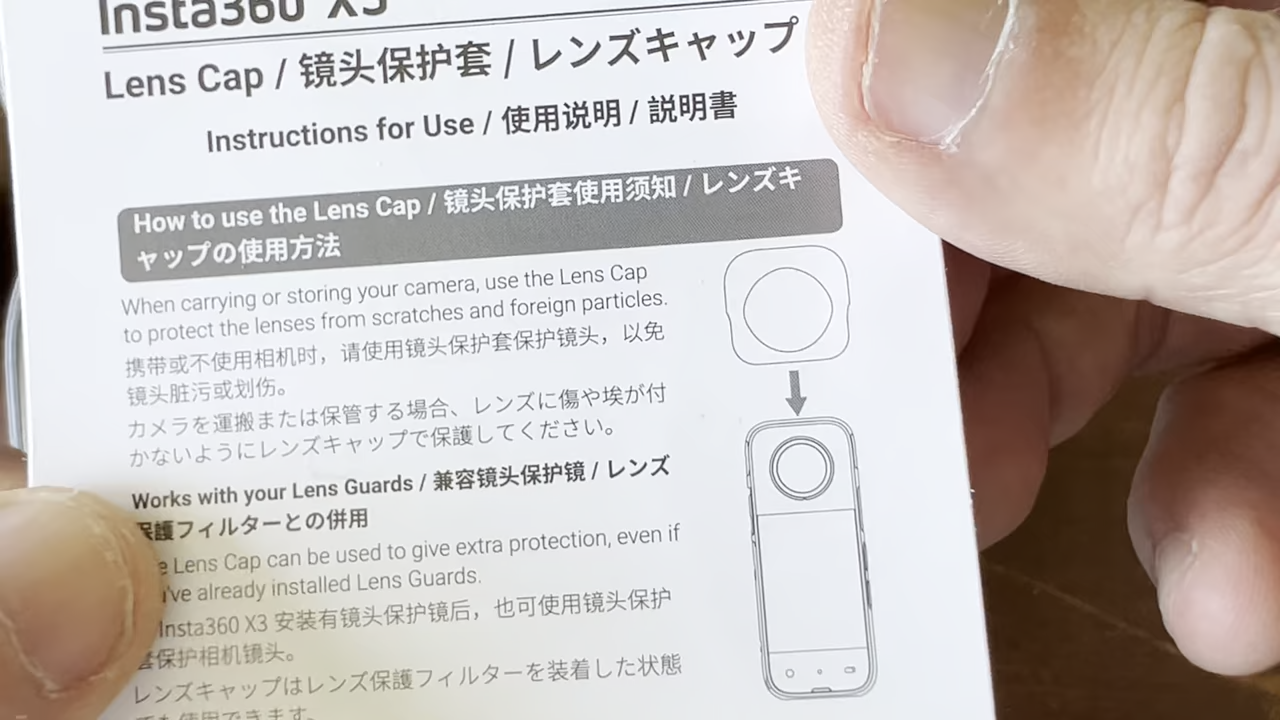 Insta360 X3
Lens Cap / 镜头保护套 / レンズキャップ
Instructions for Use / 使用说明 / 説明書
How to use the Lens Cap / 镜头保护套使用须知 / レンズキ
ャップの使用方法
When carrying or storing your camera, use the Lens Cap
to protect the lenses from scratches and foreign particles.
携带或不使用相机时，请使用镜头保护套保护镜头，以免
镜头脏污或划伤。
カメラを運搬または保管する場合、レンズに傷や埃が付
かないようにレンズキャップで保護してください。
Works with your Lens Guards / 兼容镜头保护镜 / レンズ
保護フィルターとの併用
e Lens Cap can be used to give extra protection, even if
've already installed Lens Guards.
Insta360 X3 安装有镜头保护镜后，也可使用镜头保护
套保护相机镜头。
レンズキャップはレンズ保護フィルターを装着した状態
でも使用できます。